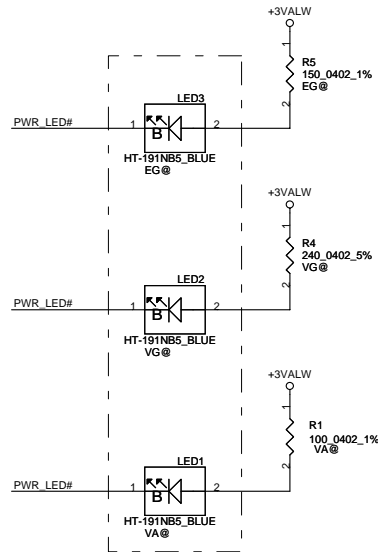 +3VALW
1
R5
150_0402_1%
EG@
2
LED3
PWR_LED#
1
2
B
HT-191NB5_BLUE
EG@
+3VALW
1
R4
240_0402_5%
VG@
2
LED2
PWR_LED#
1
2
B
HT-191NB5_BLUE
VG@
+3VALW
1
R1
100_0402_1%
VA@
2
LED1
PWR_LED#
1
2
B
HT-191NB5_BLUE
VA@